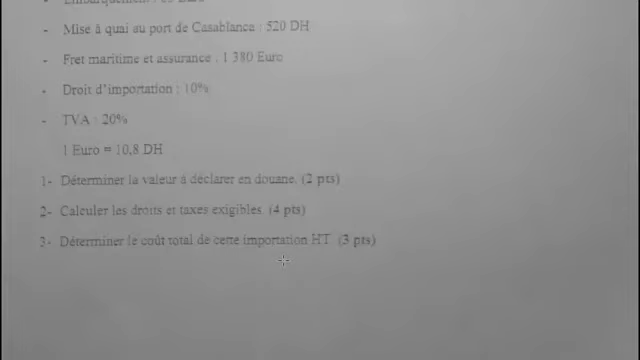 - Mise à quai au port de Casablance : 520 DH
- Fret maritime et assurance : 1 380 Euro
- Droit d'importation : 10%
- TVA : 20%
1 Euro = 10,8 DH
1- Déterminer la valeur à déclarer en douane. (2 pts)
2- Calculer les droits et taxes exigibles. (4 pts)
3- Déterminer le coût total de cette importation HT. (3 pts)